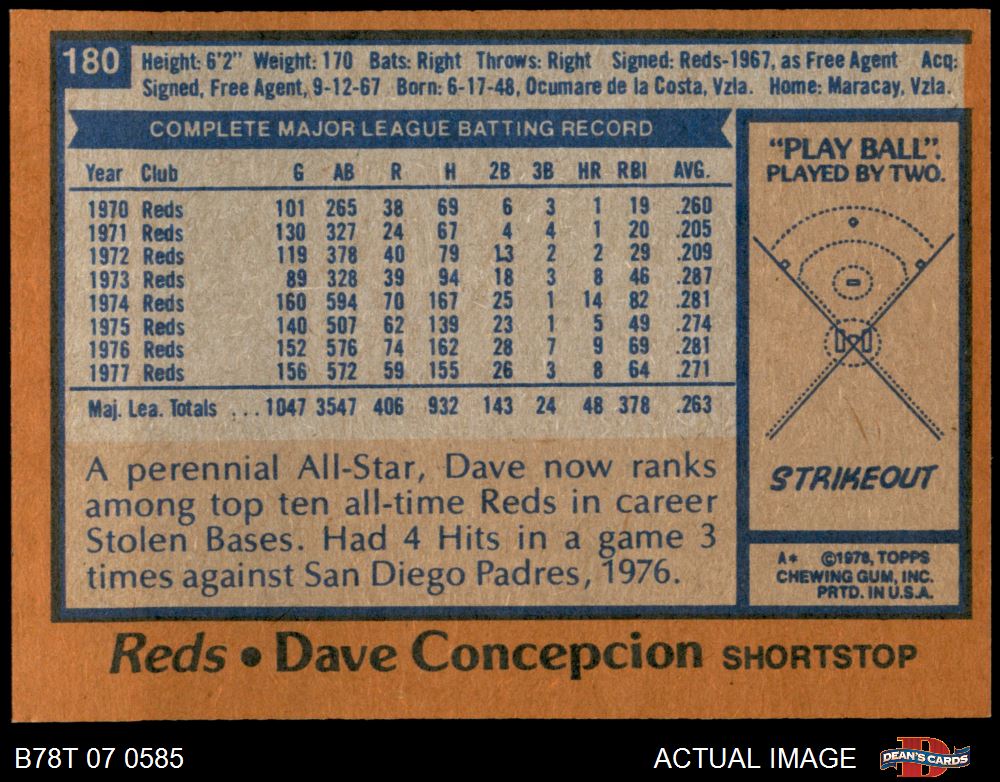 180 Height: 6'2" Weight: 170 Bats: Right Throws: Right Signed: Reds-1967, as Free Agent Acq:
Signed, Free Agent, 9-12-67 Born: 6-17-48, Ocumare de la Costa, Vzla. Home: Maracay, Vzla.
COMPLETE MAJOR LEAGUE BATTING RECORD
Year Club G AB R H 2B 3B HR RBI AVG.
1970 Reds 101 265 38 69 6 3 1 19 .260
1971 Reds 130 327 24 67 4 4 1 20 .205
1972 Reds 119 378 40 79 13 2 2 29 .209
1973 Reds 89 328 39 94 18 3 8 46 .287
1974 Reds 160 594 70 167 25 1 14 82 .281
1975 Reds 140 507 62 139 23 1 5 49 .274
1976 Reds 152 576 74 162 28 7 9 69 .281
1977 Reds 156 572 59 155 26 3 8 64 .271
Maj. Lea. Totals ... 1047 3547 406 932 143 24 48 378 .263
A perennial All-Star, Dave now ranks
among top ten all-time Reds in career
Stolen Bases. Had 4 Hits in a game 3
times against San Diego Padres, 1976.
"PLAY BALL".
PLAYED BY TWO.
STRIKEOUT
A* ©1978, TOPPS
CHEWING GUM, INC.
PRTD. IN U.S.A.
Reds • Dave Concepcion SHORTSTOP
B78T 07 0585 ACTUAL IMAGE DEAN'S CARDS